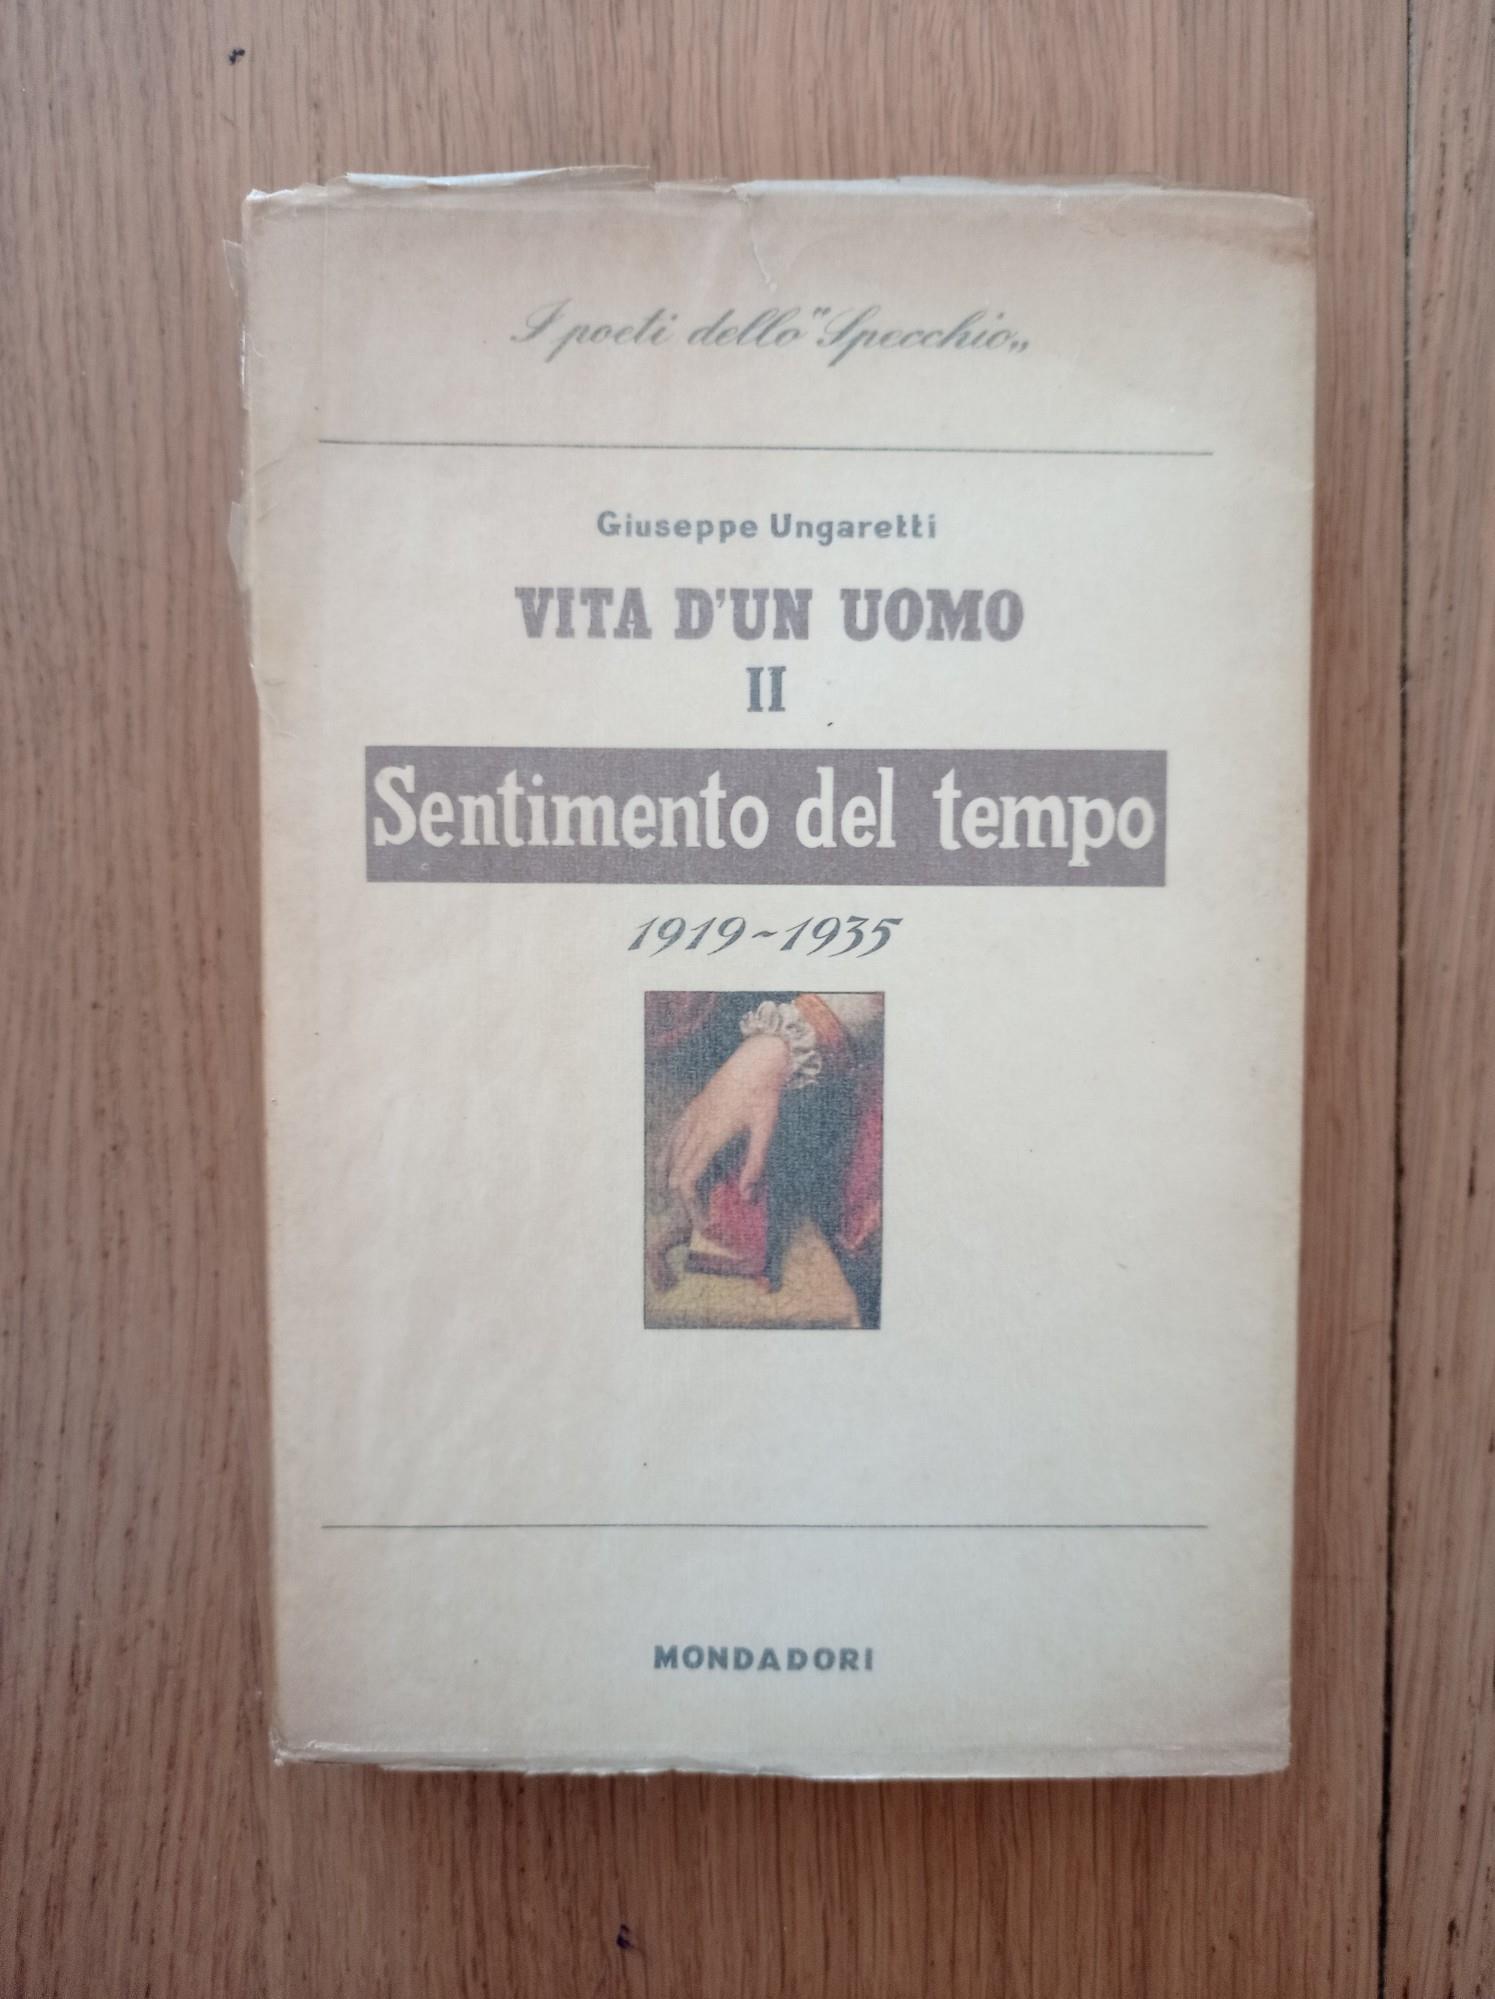 I poeti dello "Specchio„
Giuseppe Ungaretti
VITA D'UN UOMO
II
Sentimento del tempo
1919~1935
MONDADORI